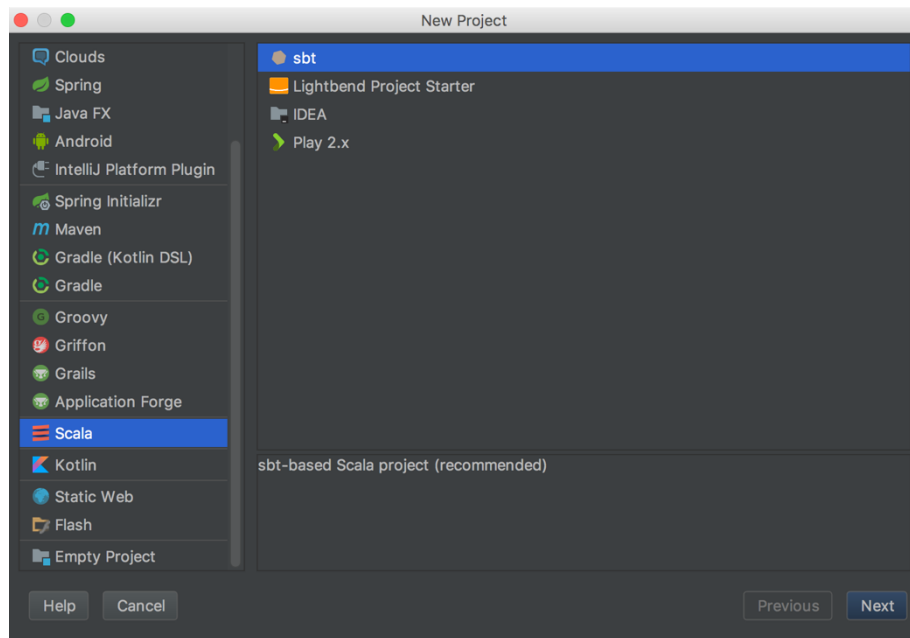 New Project
Clouds
Spring
Java FX
Android
IntelliJ Platform Plugin
Spring Initializr
Maven
Gradle (Kotlin DSL)
Gradle
Groovy
Griffon
Grails
Application Forge
Scala
Kotlin
Static Web
Flash
Empty Project
sbt
Lightbend Project Starter
IDEA
Play 2.x
sbt-based Scala project (recommended)
Help
Cancel
Previous
Next